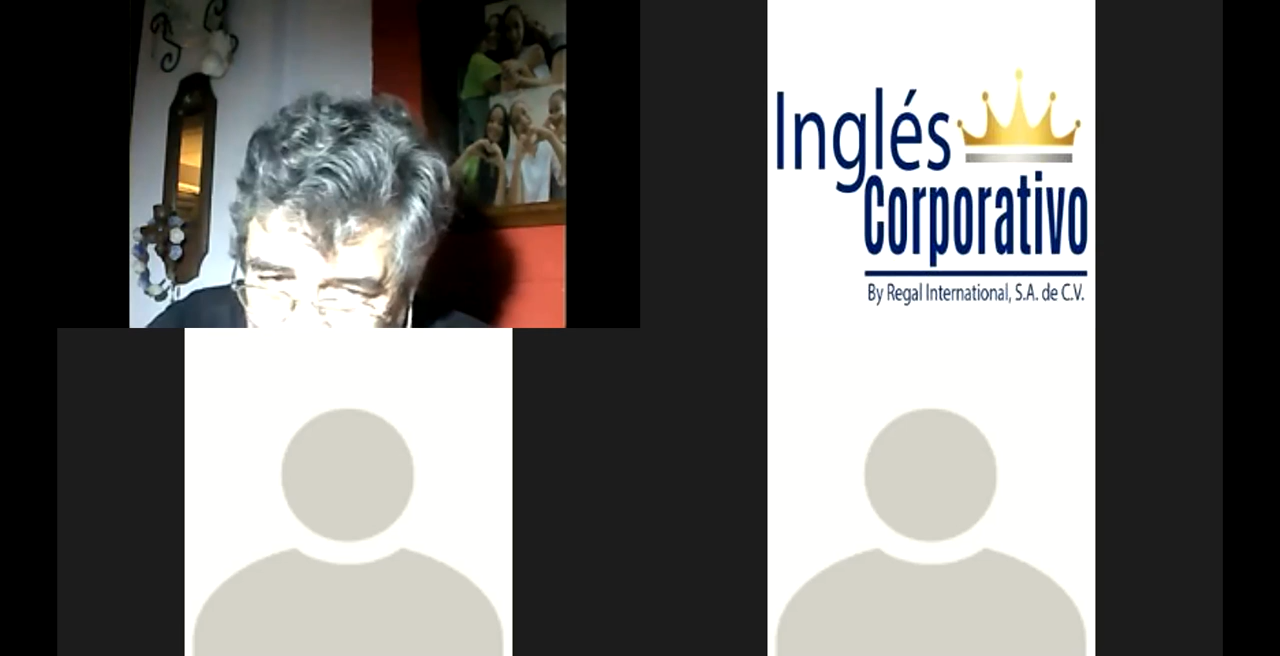 Inglés
Corporativo
By Regal International, S.A. de C.V.